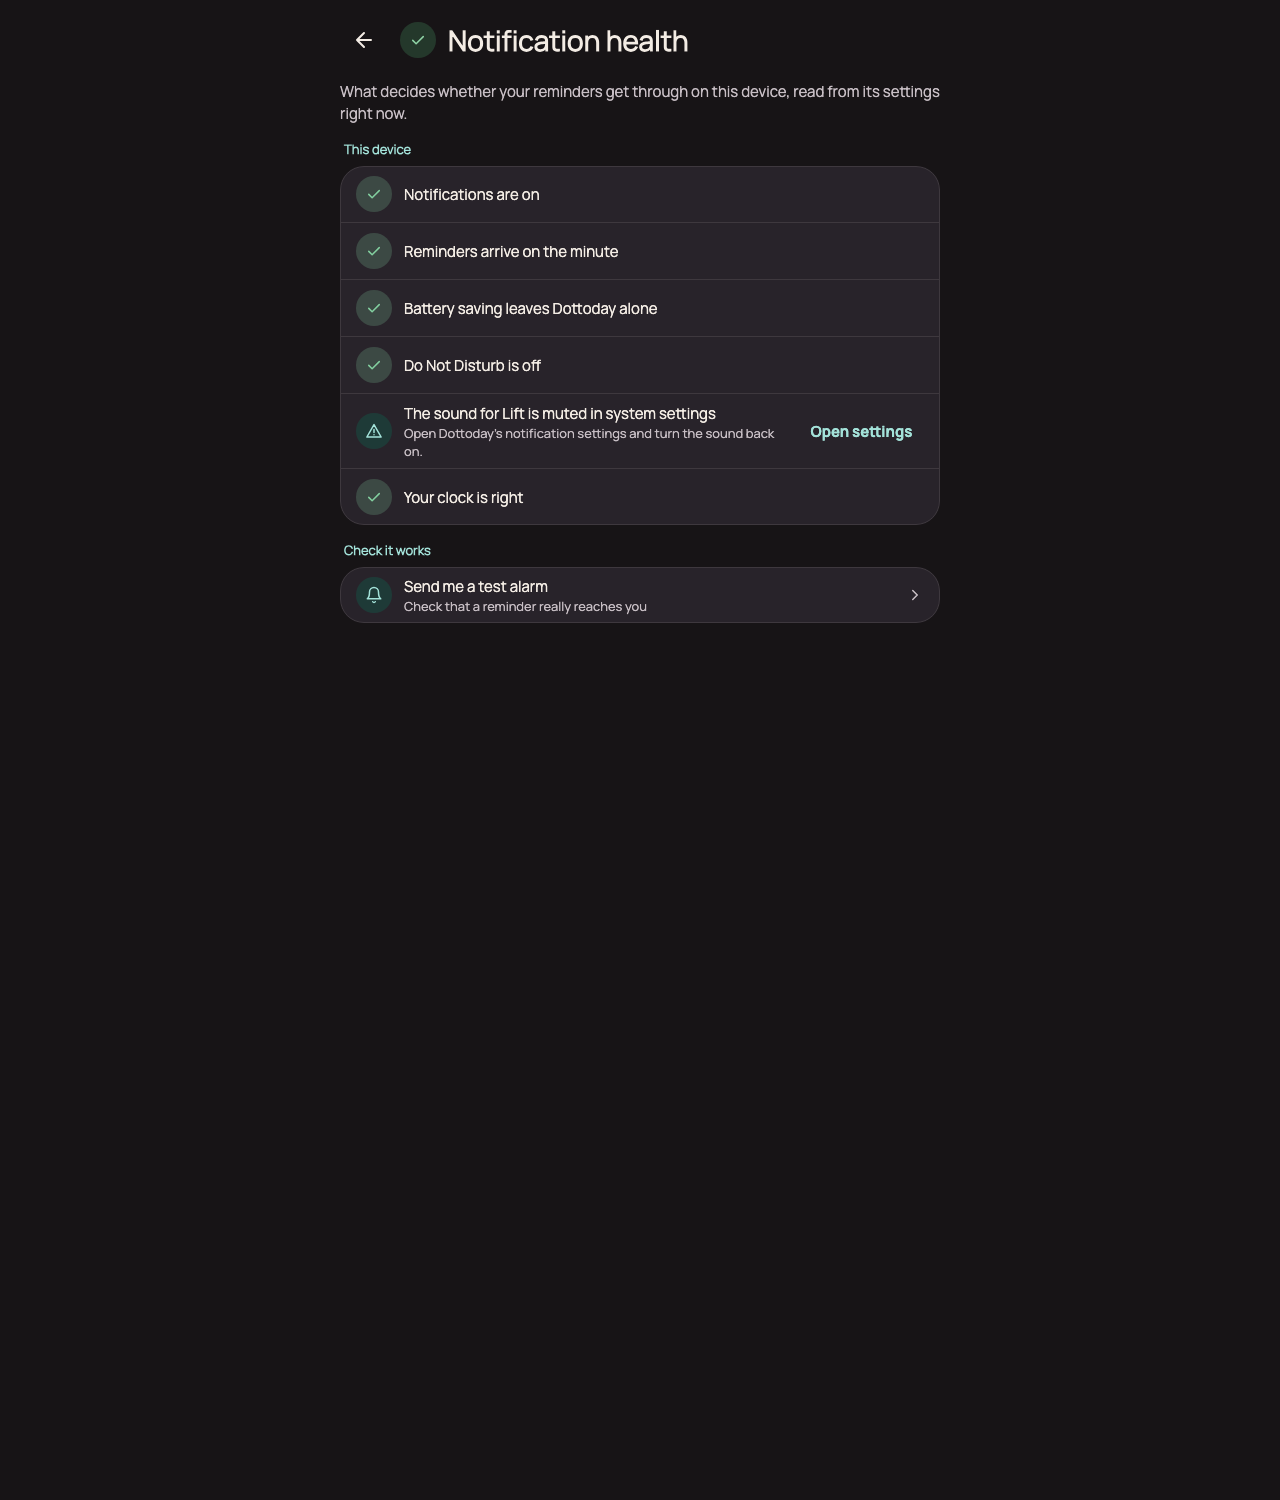 Notification health
What decides whether your reminders get through on this device, read from its settings
right now.
This device
Notifications are on
Reminders arrive on the minute
Battery saving leaves Dottoday alone
Do Not Disturb is off
The sound for Lift is muted in system settings
Open Dottoday's notification settings and turn the sound back
on.
Open settings
Your clock is right
Check it works
Send me a test alarm
Check that a reminder really reaches you